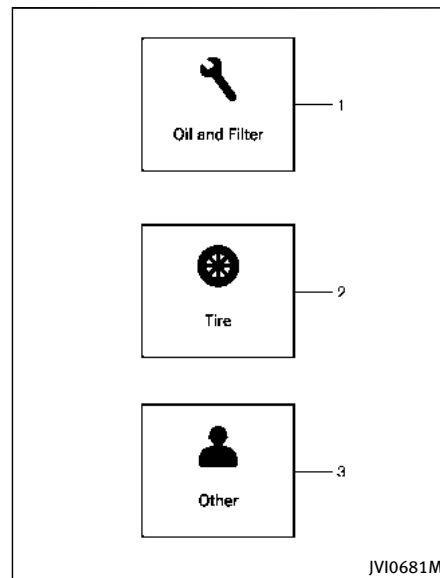 Oil and Filter
1
Tire
2
Other
3
JVI0681M